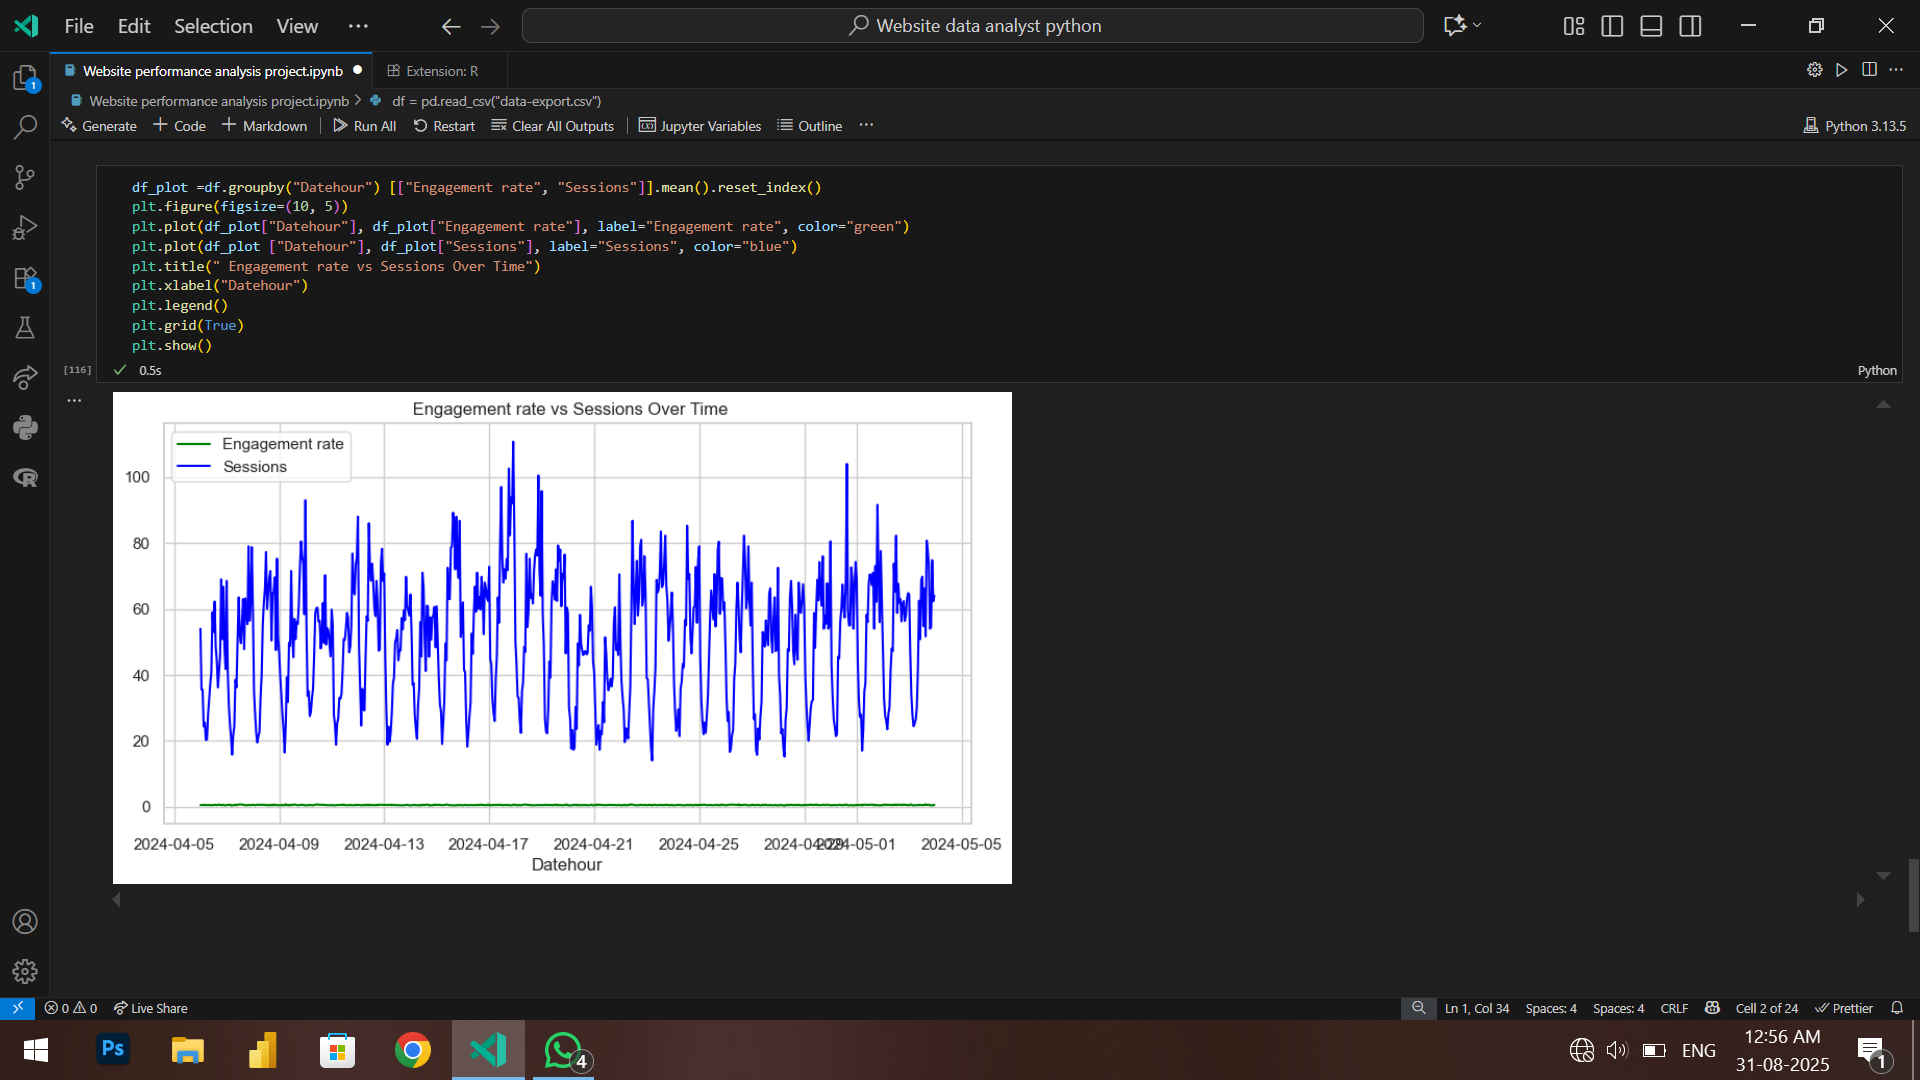 File Edit Selection View ··· Website data analyst python
Website performance analysis project.ipynb Extension: R
Website performance analysis project.ipynb > df = pd.read_csv("data-export.csv")
Generate + Code + Markdown | Run All Restart Clear All Outputs | Jupyter Variables Outline ··· Python 3.13.5
df_plot =df.groupby("Datehour") [["Engagement rate", "Sessions"]].mean().reset_index()
plt.figure(figsize=(10, 5))
plt.plot(df_plot["Datehour"], df_plot["Engagement rate"], label="Engagement rate", color="green")
plt.plot(df_plot ["Datehour"], df_plot["Sessions"], label="Sessions", color="blue")
plt.title(" Engagement rate vs Sessions Over Time")
plt.xlabel("Datehour")
plt.legend()
plt.grid(True)
plt.show()
[116] ✓ 0.5s Python
Engagement rate vs Sessions Over Time
Engagement rate
Sessions
100
80
60
40
20
0
2024-04-05 2024-04-09 2024-04-13 2024-04-17 2024-04-21 2024-04-25 2024-04-29 2024-05-01 2024-05-05
Datehour
1
1
0 0 Live Share Ln 1, Col 34 Spaces: 4 Spaces: 4 CRLF Cell 2 of 24 Prettier
Ps 4 ENG 12:56 AM 1
31-08-2025